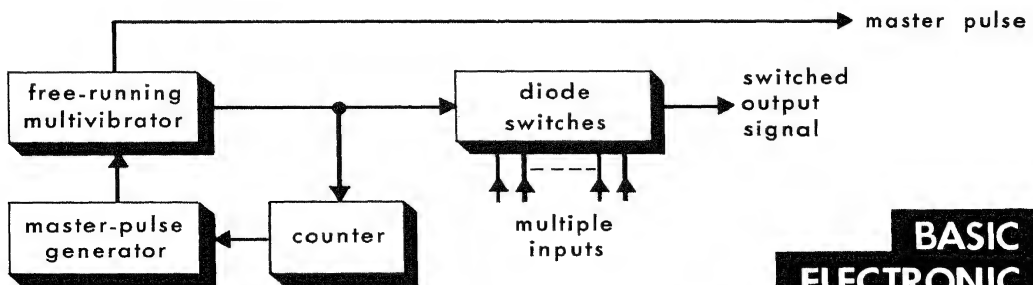 master pulse
free-running
multivibrator
diode
switches
switched
output
signal
master-pulse
generator
counter
multiple
inputs
BASIC
ELECTRONIC